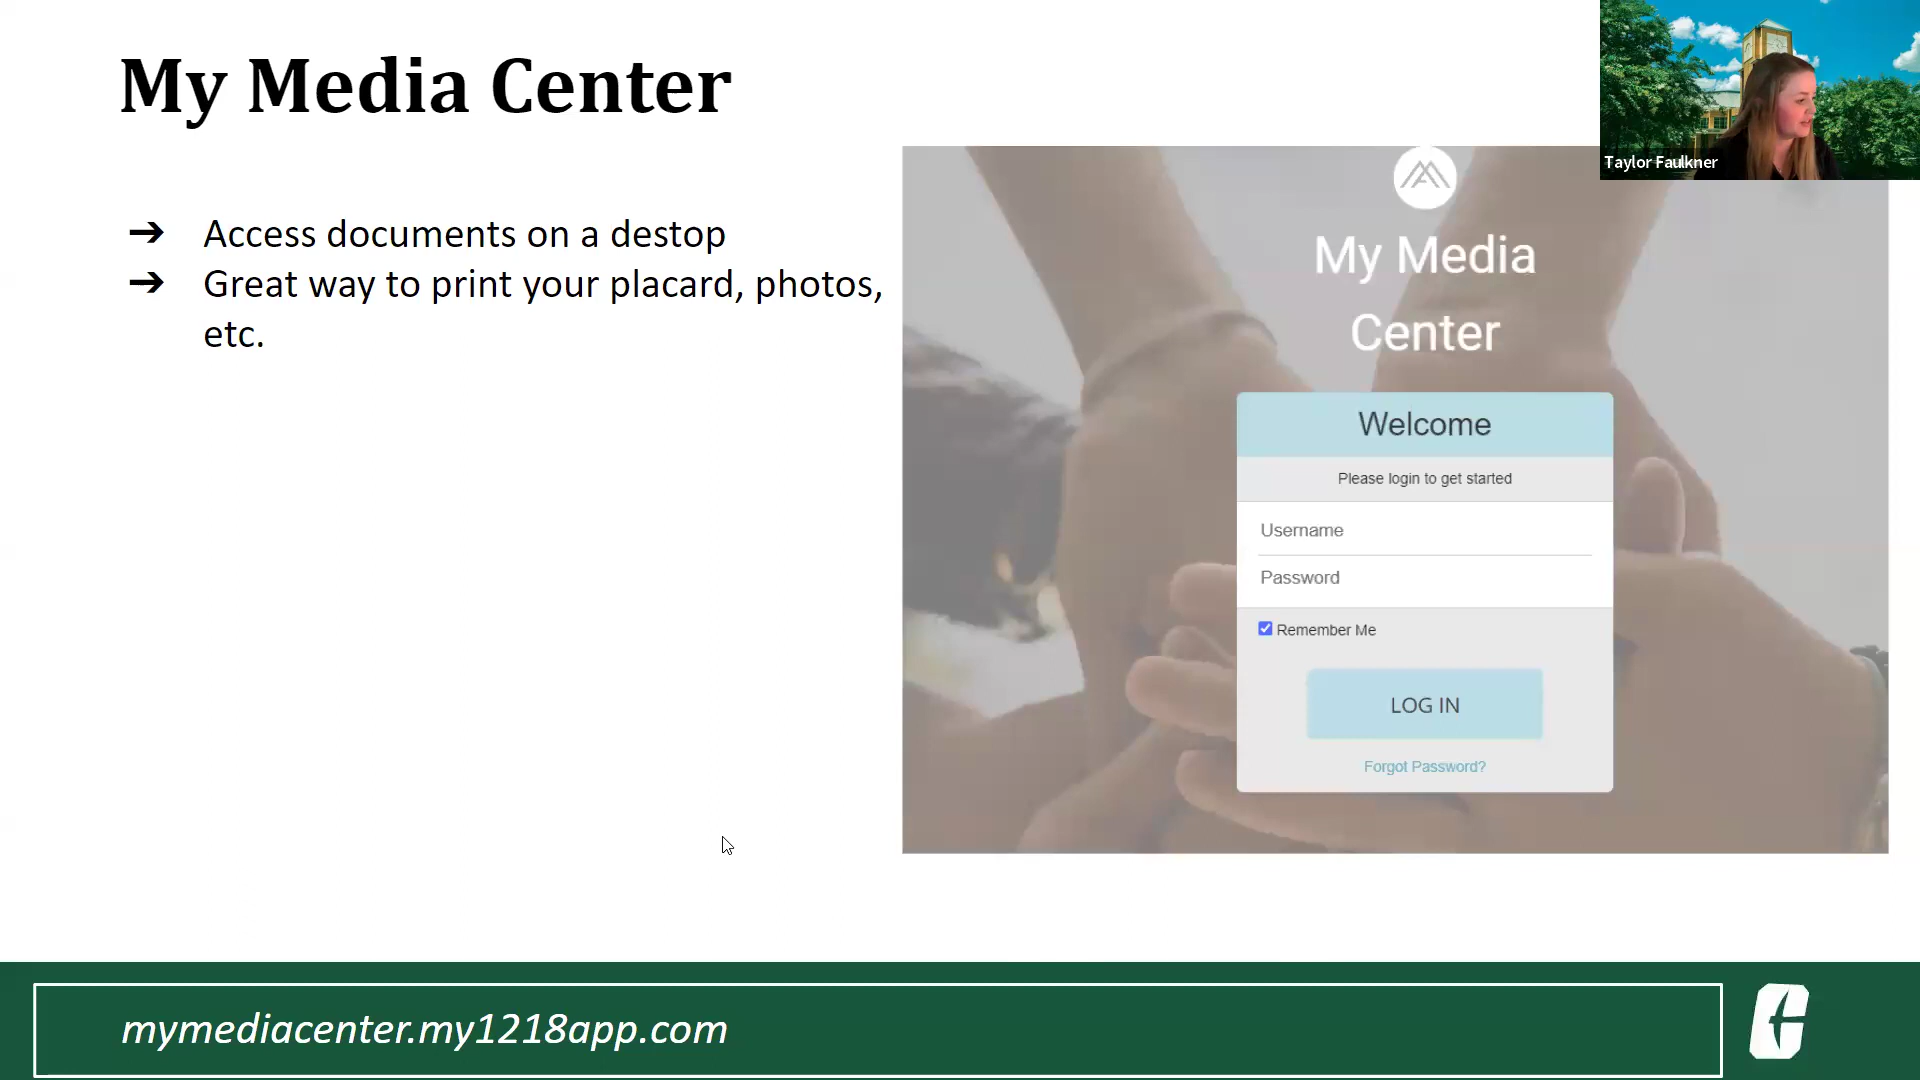 My Media Center
➔ Access documents on a destop
➔ Great way to print your placard, photos,
etc.
Taylor Faulkner
My Media
Center
Welcome
Please login to get started
Username
Password
Remember Me
LOG IN
Forgot Password?
mymediacenter.my1218app.com